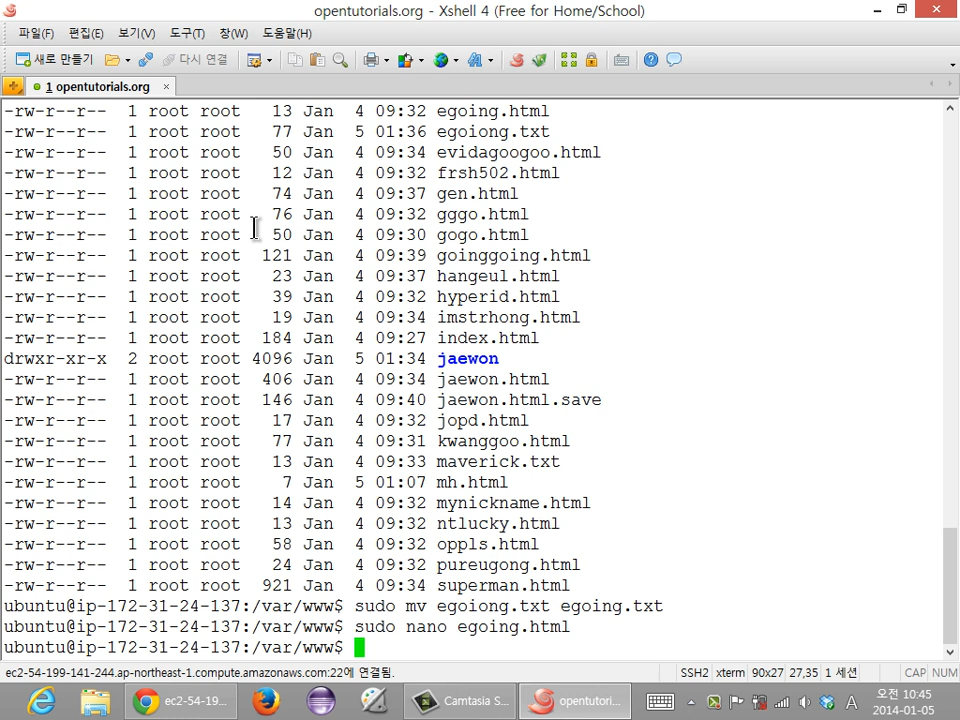 opentutorials.org - Xshell 4 (Free for Home/School)
파일(F) 편집(E) 보기(V) 도구(T) 창(W) 도움말(H)
새로 만들기 다시 연결
1 opentutorials.org ×
-rw-r--r-- 1 root root 13 Jan 4 09:32 egoing.html
-rw-r--r-- 1 root root 77 Jan 5 01:36 egoiong.txt
-rw-r--r-- 1 root root 50 Jan 4 09:34 evidagoogoo.html
-rw-r--r-- 1 root root 12 Jan 4 09:32 frsh502.html
-rw-r--r-- 1 root root 74 Jan 4 09:37 gen.html
-rw-r--r-- 1 root root 76 Jan 4 09:32 gggo.html
-rw-r--r-- 1 root root 50 Jan 4 09:30 gogo.html
-rw-r--r-- 1 root root 121 Jan 4 09:39 goinggoing.html
-rw-r--r-- 1 root root 23 Jan 4 09:37 hangeul.html
-rw-r--r-- 1 root root 39 Jan 4 09:32 hyperid.html
-rw-r--r-- 1 root root 19 Jan 4 09:34 imstrhong.html
-rw-r--r-- 1 root root 184 Jan 4 09:27 index.html
drwxr-xr-x 2 root root 4096 Jan 5 01:34 jaewon
-rw-r--r-- 1 root root 406 Jan 4 09:34 jaewon.html
-rw-r--r-- 1 root root 146 Jan 4 09:40 jaewon.html.save
-rw-r--r-- 1 root root 17 Jan 4 09:32 jopd.html
-rw-r--r-- 1 root root 77 Jan 4 09:31 kwanggoo.html
-rw-r--r-- 1 root root 13 Jan 4 09:33 maverick.txt
-rw-r--r-- 1 root root 7 Jan 5 01:07 mh.html
-rw-r--r-- 1 root root 14 Jan 4 09:32 mynickname.html
-rw-r--r-- 1 root root 13 Jan 4 09:32 ntlucky.html
-rw-r--r-- 1 root root 58 Jan 4 09:32 oppls.html
-rw-r--r-- 1 root root 24 Jan 4 09:32 pureugong.html
-rw-r--r-- 1 root root 921 Jan 4 09:34 superman.html
ubuntu@ip-172-31-24-137:/var/www$ sudo mv egoiong.txt egoing.txt
ubuntu@ip-172-31-24-137:/var/www$ sudo nano egoing.html
ubuntu@ip-172-31-24-137:/var/www$
ec2-54-199-141-244.ap-northeast-1.compute.amazonaws.com:22에 연결됨. SSH2 xterm 90x27 27,35 1 세션 CAP NUM
ec2-54-19... Camtasia S... opentutori... A 오전 10:45
2014-01-05